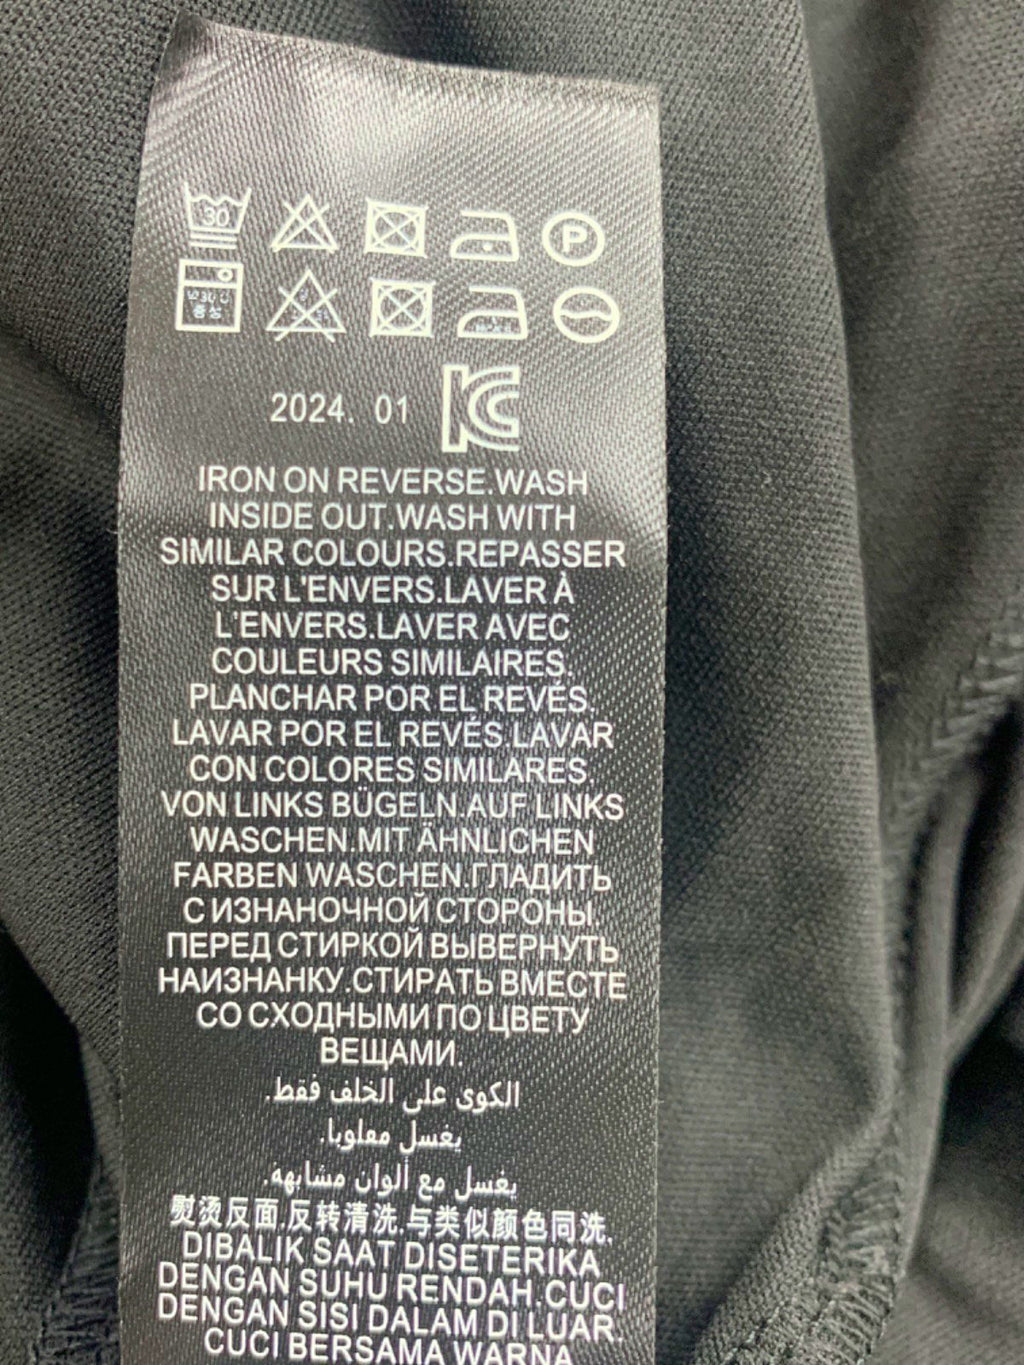 30
P
중성
2024. 01
IRON ON REVERSE.WASH
INSIDE OUT.WASH WITH
SIMILAR COLOURS.REPASSER
SUR L'ENVERS.LAVER À
L'ENVERS.LAVER AVEC
COULEURS SIMILAIRES.
PLANCHAR POR EL REVÉS.
LAVAR POR EL REVÉS.LAVAR
CON COLORES SIMILARES.
VON LINKS BÜGELN.AUF LINKS
WASCHEN.MIT ÄHNLICHEN
FARBEN WASCHEN.ГЛАДИТЬ
С ИЗНАНОЧНОЙ СТОРОНЫ.
ПЕРЕД СТИРКОЙ ВЫВЕРНУТЬ
НАИЗНАНКУ.СТИРАТЬ ВМЕСТЕ
СО СХОДНЫМИ ПО ЦВЕТУ
ВЕЩАМИ.
الكوى على الخلف فقط.
يغسل مقلوبا.
يغسل مع ألوان مشابهه.
熨烫反面.反转清洗.与类似颜色同洗.
DIBALIK SAAT DISETERIKA
DENGAN SUHU RENDAH.CUCI
DENGAN SISI DALAM DI LUAR.
CUCI BERSAMA WARNA